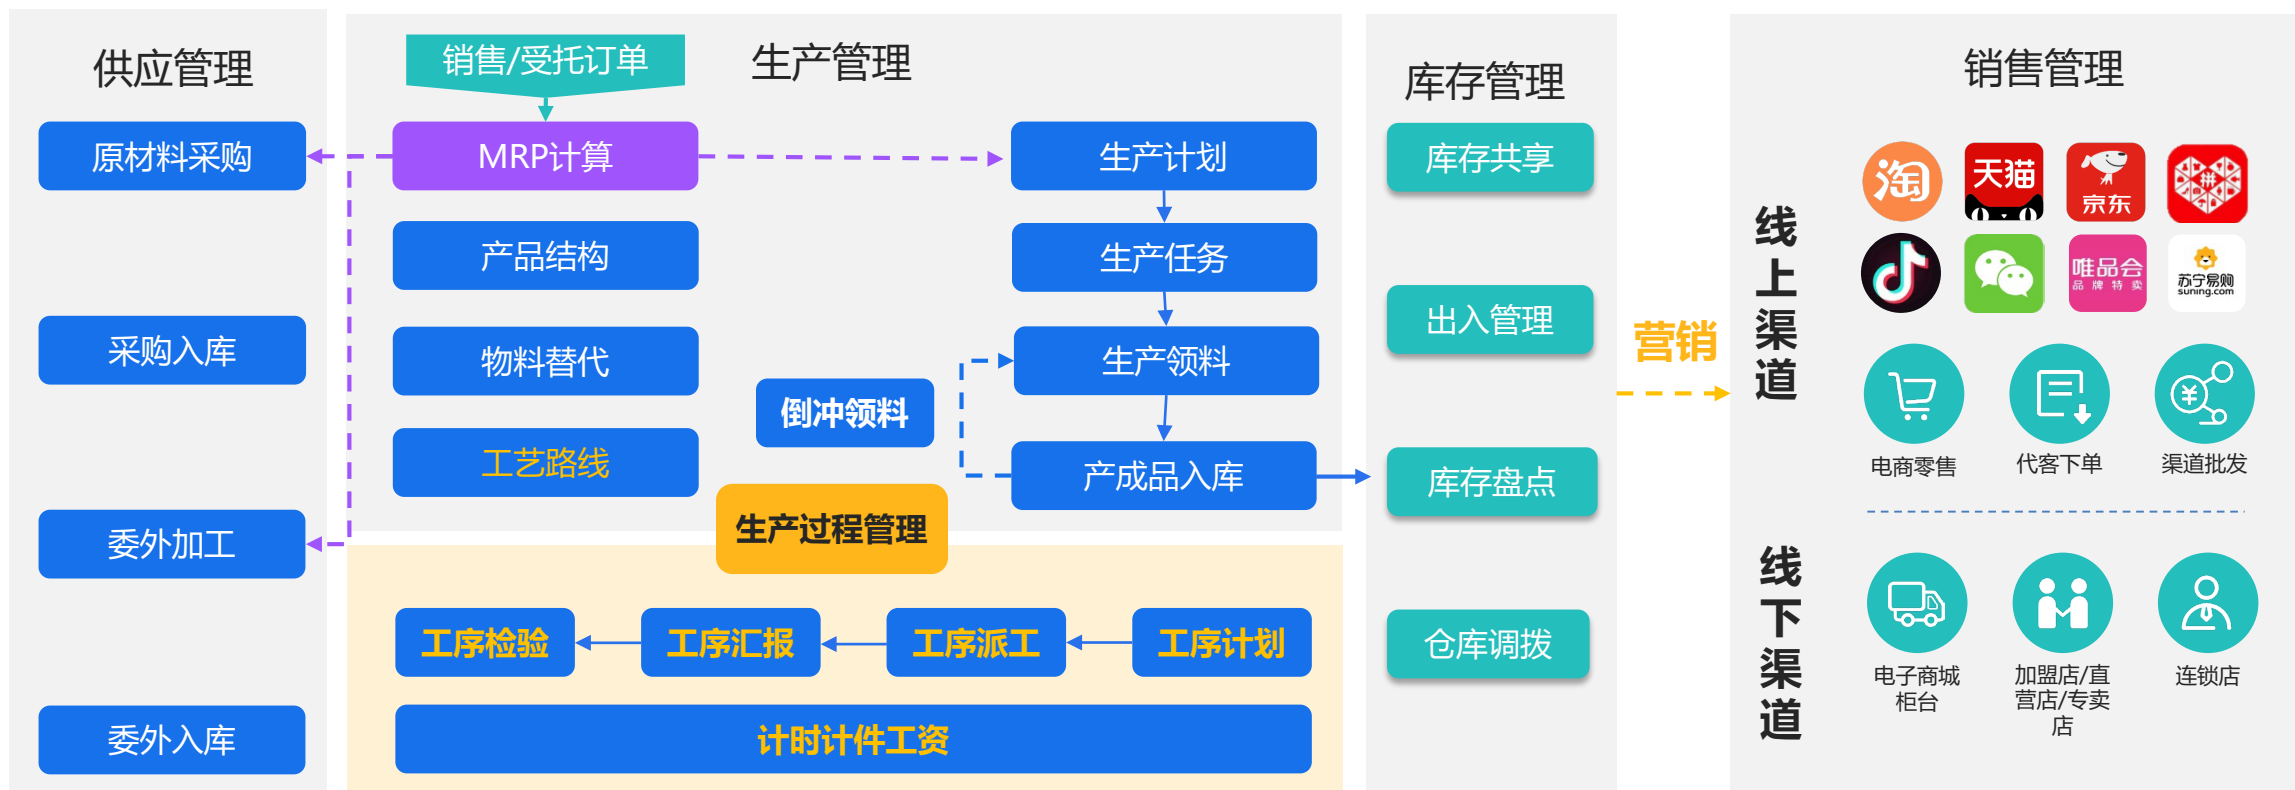 供应管理
原材料采购
采购入库
委外加工
委外入库
生产管理
销售/受托订单
MRP计算
产品结构
物料替代
工艺路线
倒冲领料
生产计划
生产任务
生产领料
产成品入库
生产过程管理
工序检验
工序汇报
工序派工
工序计划
计时计件工资
库存管理
库存共享
出入管理
库存盘点
仓库调拨
营销
销售管理
线上渠道
淘
天猫
京东
拼
唯品会
品牌特卖
苏宁易购
suning.com
电商零售
代客下单
渠道批发
线下渠道
电子商城
柜台
加盟店/直
营店/专卖
店
连锁店